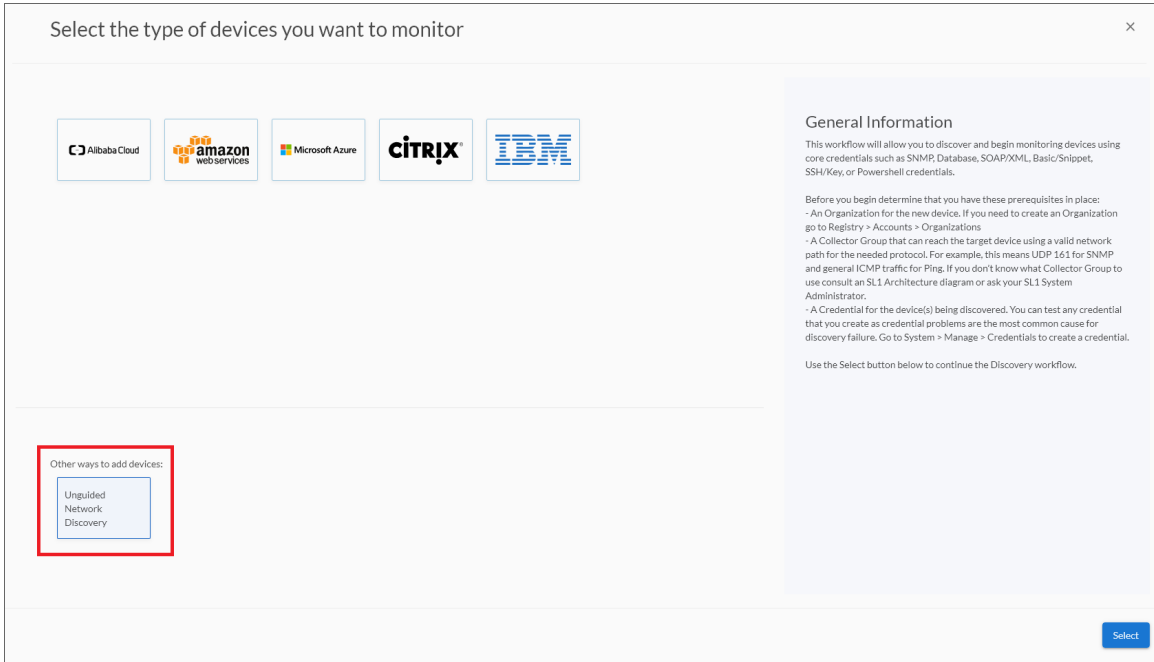 Select the type of devices you want to monitor
×
Alibaba Cloud
amazon
web services
Microsoft Azure
CİTRIX®
IBM
General Information
This workflow will allow you to discover and begin monitoring devices using
core credentials such as SNMP, Database, SOAP/XML, Basic/Snippet,
SSH/Key, or Powershell credentials.
Before you begin determine that you have these prerequisites in place:
- An Organization for the new device. If you need to create an Organization
go to Registry > Accounts > Organizations
- A Collector Group that can reach the target device using a valid network
path for the needed protocol. For example, this means UDP 161 for SNMP
and general ICMP traffic for Ping. If you don't know what Collector Group to
use consult an SL1 Architecture diagram or ask your SL1 System
Administrator.
- A Credential for the device(s) being discovered. You can test any credential
that you create as credential problems are the most common cause for
discovery failure. Go to System > Manage > Credentials to create a credential.
Use the Select button below to continue the Discovery workflow.
Other ways to add devices:
Unguided
Network
Discovery
Select